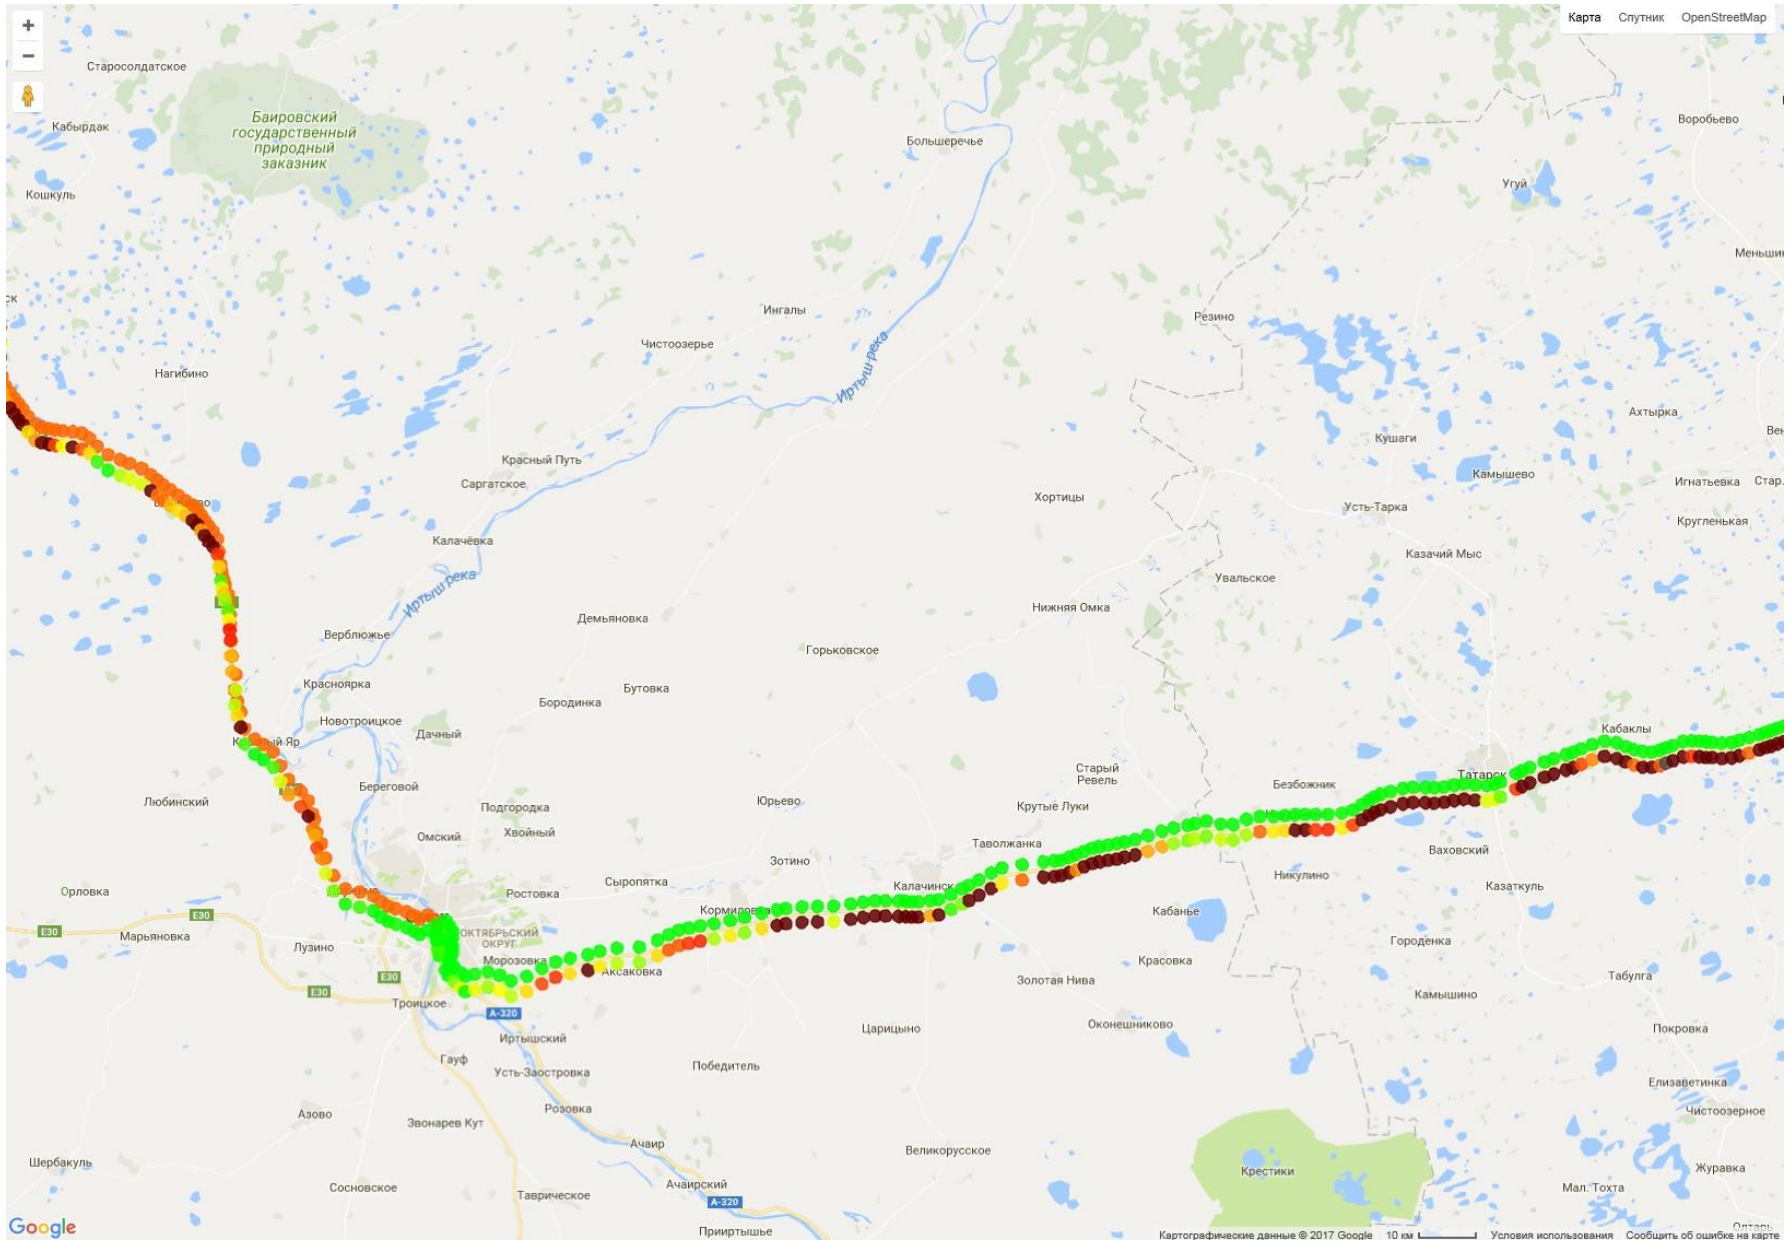 +
Карта Спутник OpenStreetMap
−
Старосолдатское
Баировский
государственный
природный
заказник
Кабырдак
Воробьево
Большеречье
Угуй
Кошкуль
Ингалы
Резино
Чистоозерье
Иртыш река
Нагибино
Ахтырка
Кушаги
Красный Путь
Камышево
Саргатское
Игнатьевка
Хортицы
Усть-Тарка
Кругленькая
Калачёвка
Казачий Мыс
Иртыш река
Увальское
Нижняя Омка
Демьяновка
Верблюжье
Горьковское
Красноярка
Бутовка
Бородинка
Новотроицкое
Кабаклы
Дачный
Татарск
Старый
Ревель
Береговой
Безбожник
Любинский
Юрьево
Подгородка
Крутые Луки
Омский
Хвойный
Таволжанка
Ваховский
Зотино
Никулино
Сыропятка
Калачинск
Казаткуль
Орловка
Ростовка
Кормиловка
Кабанье
E30
E30
Марьяновка
ОКТЯБРЬСКИЙ
ОКРУГ
Лузино
Городенка
Морозовка
Красовка
Аксаковка
E30
Золотая Нива
Табулга
E30
Троицкое
Камышино
A-320
Оконешниково
Царицыно
Покровка
Иртышский
Гауф
Победитель
Усть-Заостровка
Елизаветинка
Розовка
Чистоозерное
Азово
Звонарев Кут
Ачаир
Великорусское
Шербакуль
Крестики
Журавка
Ачаирский
Сосновское
Мал. Тохта
Таврическое
A-320
Прииртышье
Олтарь
Google
Картографические данные © 2017 Google 10 км Условия использования Сообщить об ошибке на карте